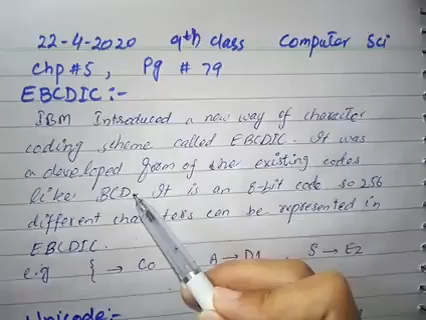 22-4-2020 9th class Computer Sci
Chp #5, Pg # 79
EBCDIC:-
IBM Introduced a new way of character
coding scheme called EBCDIC. It was
a developed form of the existing codes
like BCD. It is an 8-bit code so 256
different characters can be represented in
EBCDIC.
e.g { → C0 A → D1 S → E2
Unicode:-